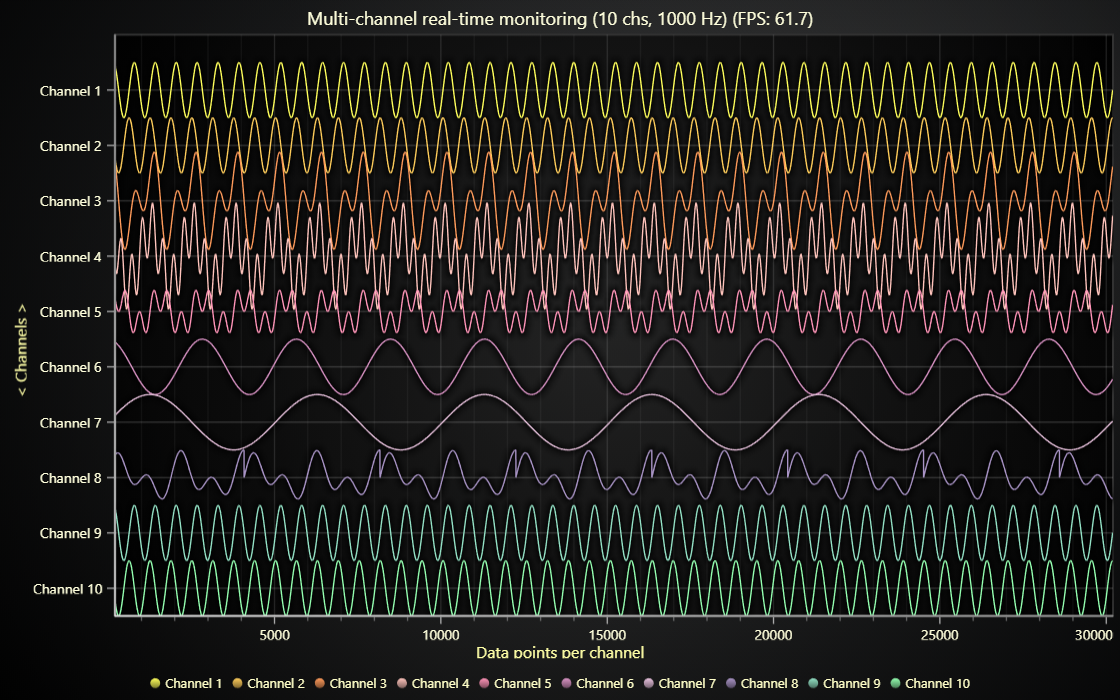 Multi-channel real-time monitoring (10 chs, 1000 Hz) (FPS: 61.7)
< Channels >
Channel 1
Channel 2
Channel 3
Channel 4
Channel 5
Channel 6
Channel 7
Channel 8
Channel 9
Channel 10
5000 10000 15000 20000 25000 30000
Data points per channel
Channel 1 Channel 2 Channel 3 Channel 4 Channel 5 Channel 6 Channel 7 Channel 8 Channel 9 Channel 10